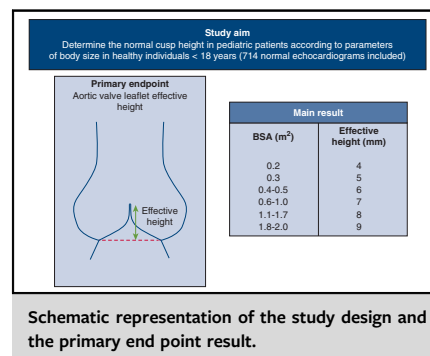 Study aim
Determine the normal cusp height in pediatric patients according to parameters
of body size in healthy individuals < 18 years (714 normal echocardiograms included)
Primary endpoint
Aortic valve leaflet effective
height
Effective
height
Main result
BSA (m²) Effective
height (mm)
0.2 4
0.3 5
0.4-0.5 6
0.6-1.0 7
1.1-1.7 8
1.8-2.0 9
Schematic representation of the study design and
the primary end point result.